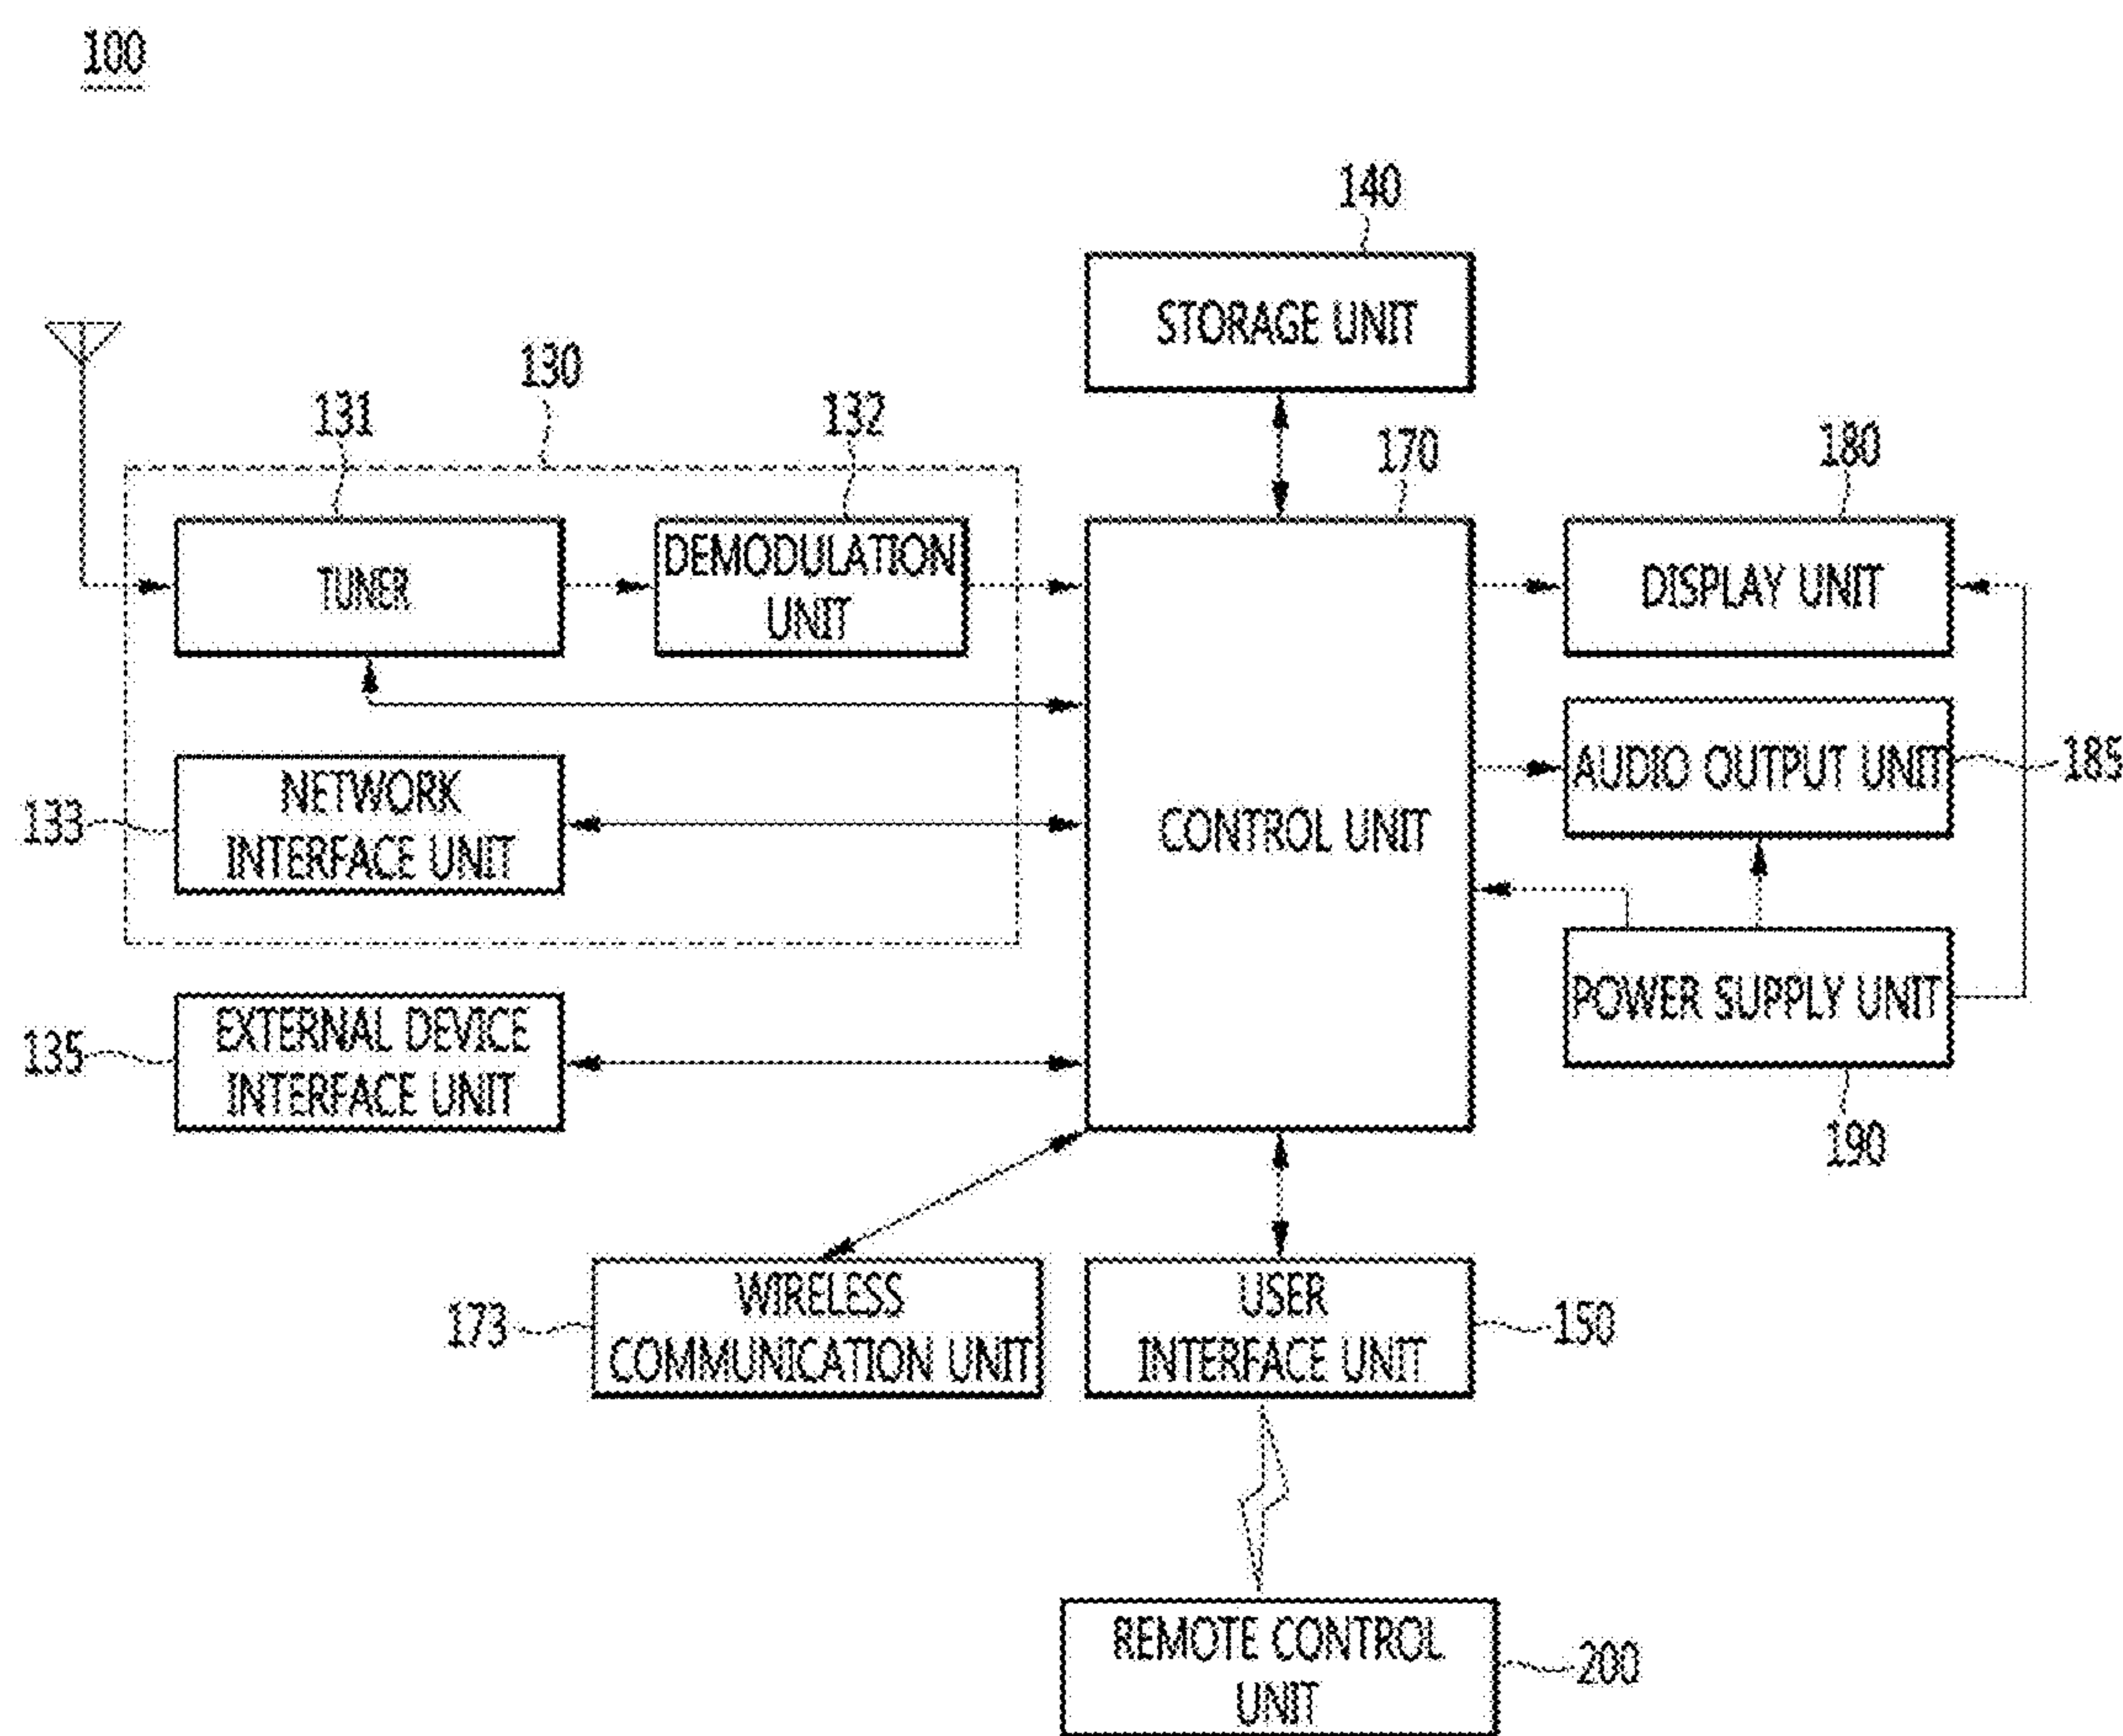 100
140
STORAGE UNIT
130
131
132
170
180
TUNER
DEMODULATION
UNIT
DISPLAY UNIT
133
NETWORK
INTERFACE UNIT
CONTROL UNIT
AUDIO OUTPUT UNIT
185
135
EXTERNAL DEVICE
INTERFACE UNIT
POWER SUPPLY UNIT
190
173
WIRELESS
COMMUNICATION UNIT
USER
INTERFACE UNIT
150
REMOTE CONTROL
UNIT
200